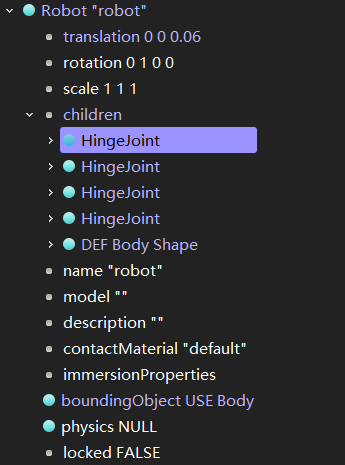 Robot "robot"
translation 0 0 0.06
rotation 0 1 0 0
scale 1 1 1
children
HingeJoint
HingeJoint
HingeJoint
HingeJoint
DEF Body Shape
name "robot"
model ""
description ""
contactMaterial "default"
immersionProperties
boundingObject USE Body
physics NULL
locked FALSE